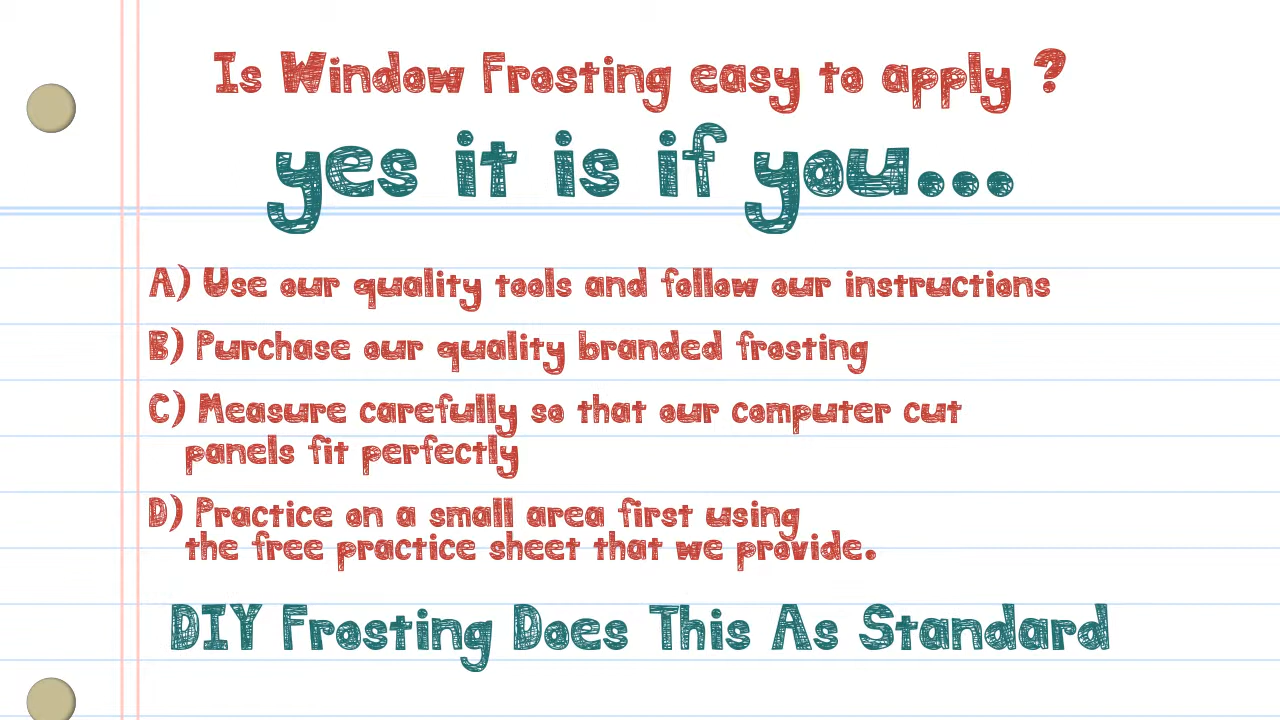 Is Window Frosting easy to apply ?
yes it is if you...
A) Use our quality tools and follow our instructions
B) Purchase our quality branded frosting
C) Measure carefully so that our computer cut
panels fit perfectly
D) Practice on a small area first using
the free practice sheet that we provide.
DIY Frosting Does This As Standard